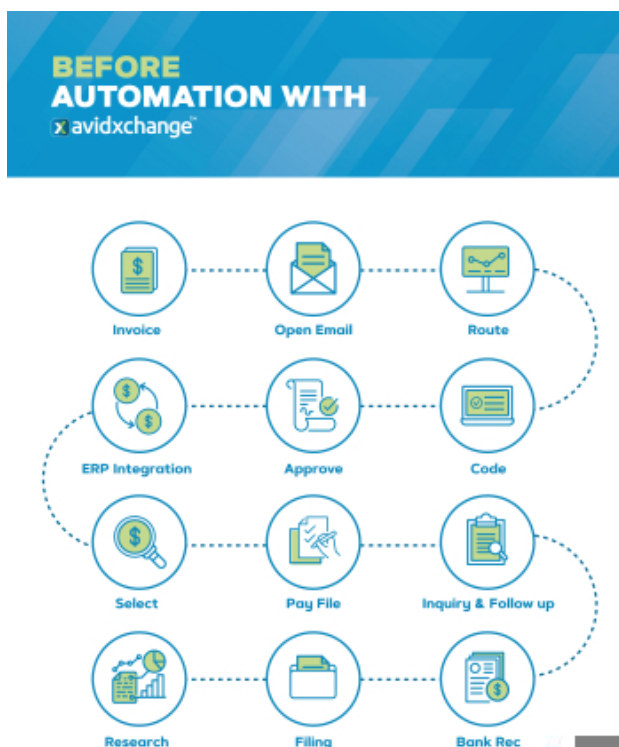 BEFORE
AUTOMATION WITH
avidxchange™
Invoice
Open Email
Route
ERP Integration
Approve
Code
Select
Pay File
Inquiry & Follow up
Research
Filing
Bank Rec